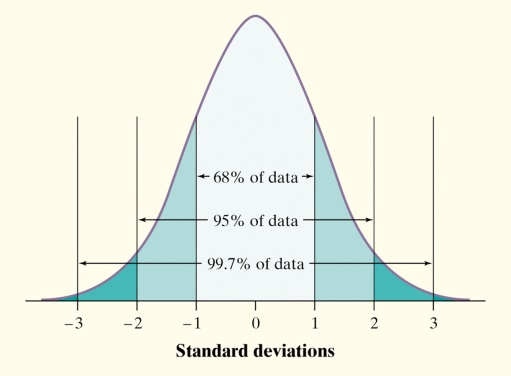 68% of data
95% of data
99.7% of data
−3 −2 −1 0 1 2 3
Standard deviations